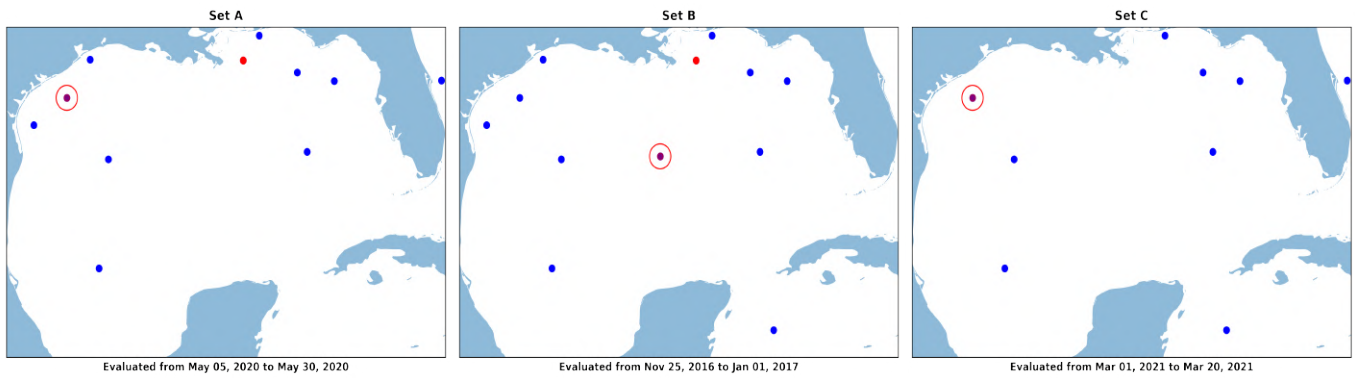 Set A
Set B
Set C
Evaluated from May 05, 2020 to May 30, 2020
Evaluated from Nov 25, 2016 to Jan 01, 2017
Evaluated from Mar 01, 2021 to Mar 20, 2021